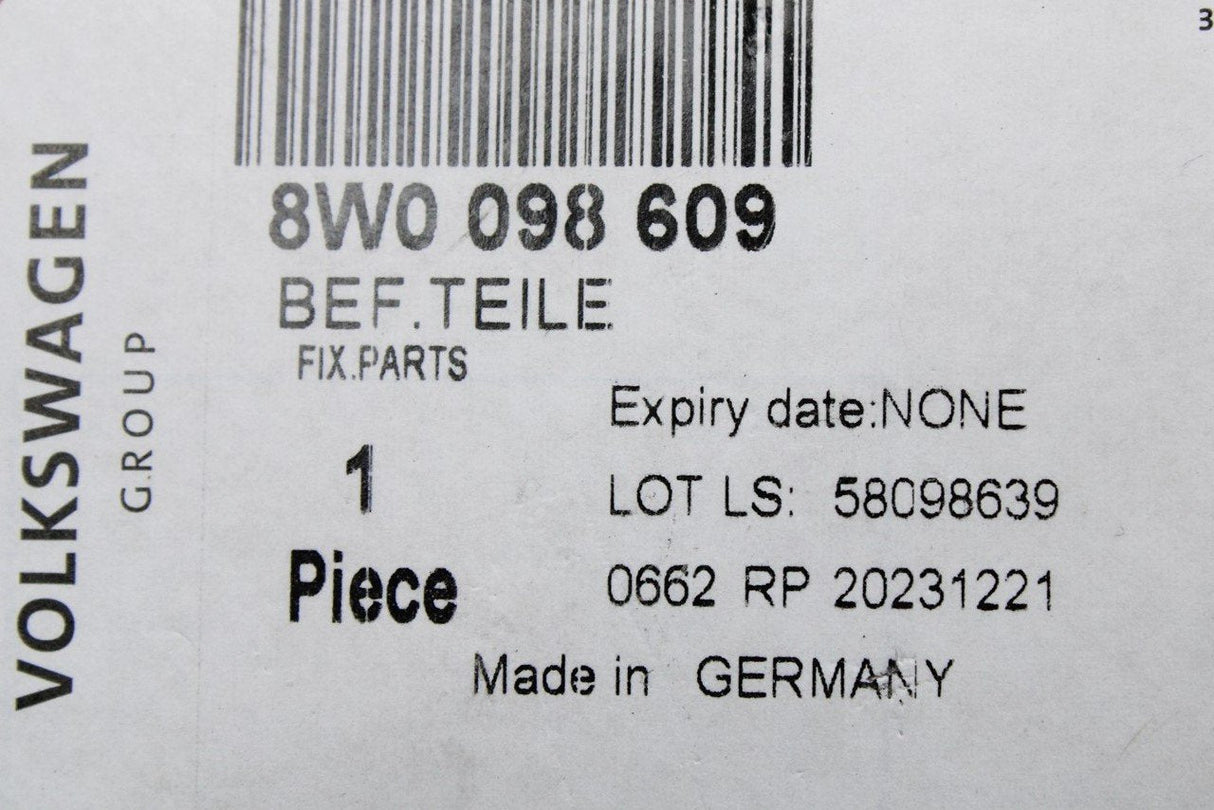 3
VOLKSWAGEN
GROUP
8W0 098 609
BEF.TEILE
FIX.PARTS
Expiry date:NONE
1
LOT LS: 58098639
Piece
0662 RP 20231221
Made in GERMANY